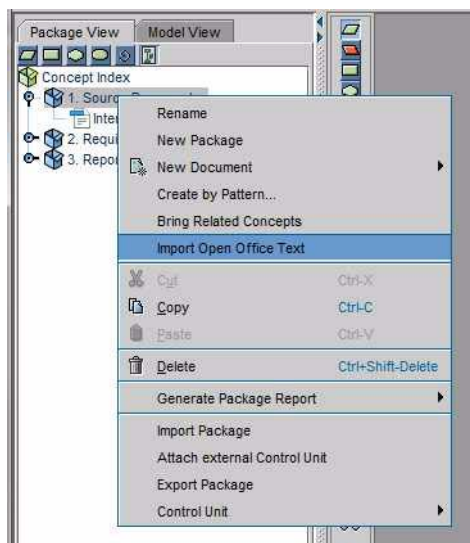 Package View
Model View
Concept Index
1. Sour
Inter
2. Requi
3. Repor
Rename
New Package
New Document
Create by Pattern...
Bring Related Concepts
Import Open Office Text
Cut Ctrl-X
Copy Ctrl-C
Paste Ctrl-V
Delete Ctrl+Shift-Delete
Generate Package Report
Import Package
Attach external Control Unit
Export Package
Control Unit